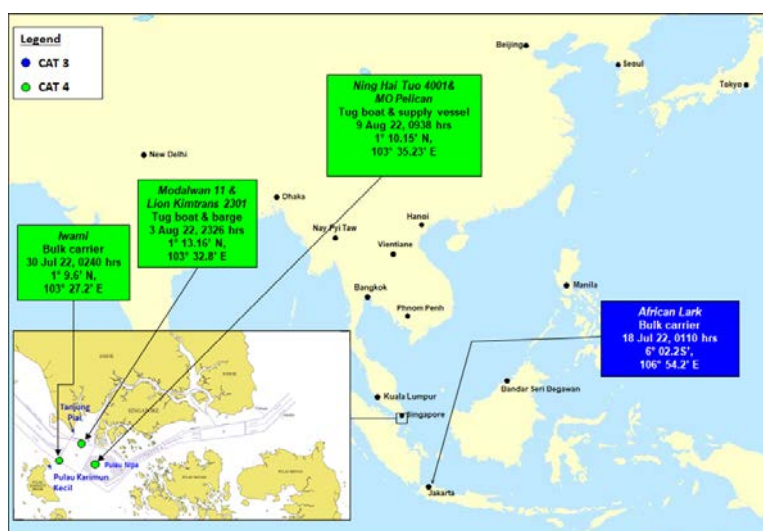 Legend
CAT 3
CAT 4
Beijing
Seoul
Tokyo
New Delhi
Dhaka
Nay Pyi Taw
Hanoi
Vientiane
Bangkok
Phnom Penh
Manila
Kuala Lumpur
Singapore
Bandar Seri Begawan
Jakarta
Ning Hai Tuo 4001&
MO Pelican
Tug boat & supply vessel
9 Aug 22, 0938 hrs
1° 10.15' N,
103° 35.23' E
Modalwan 11 &
Lion Kimtrans 2301
Tug boat & barge
3 Aug 22, 2326 hrs
1° 13.16' N,
103° 32.8' E
Iwami
Bulk carrier
30 Jul 22, 0240 hrs
1° 9.6' N,
103° 27.2' E
African Lark
Bulk carrier
18 Jul 22, 0110 hrs
6° 02.2S',
106° 54.2' E
Tanjung
Piai
SINGAPORE
Pulau Nipa
Pulau Karimun
Kecil